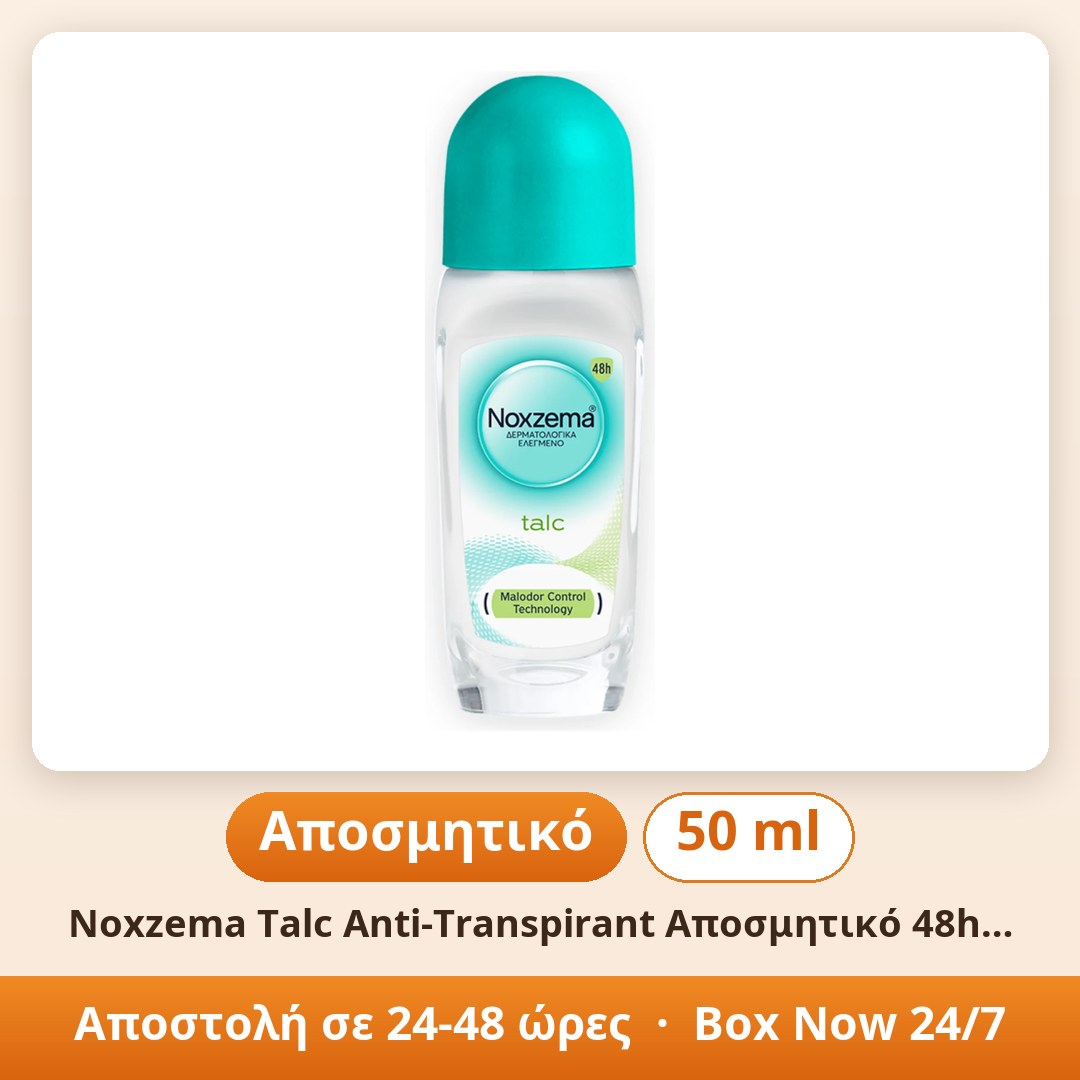 48h
Noxzema®
ΔΕΡΜΑΤΟΛΟΓΙΚΑ
ΕΛΕΓΜΕΝΟ
talc
Malodor Control
Technology
Αποσμητικό
50 ml
Noxzema Talc Anti-Transpirant Αποσμητικό 48h...
Αποστολή σε 24-48 ώρες · Box Now 24/7